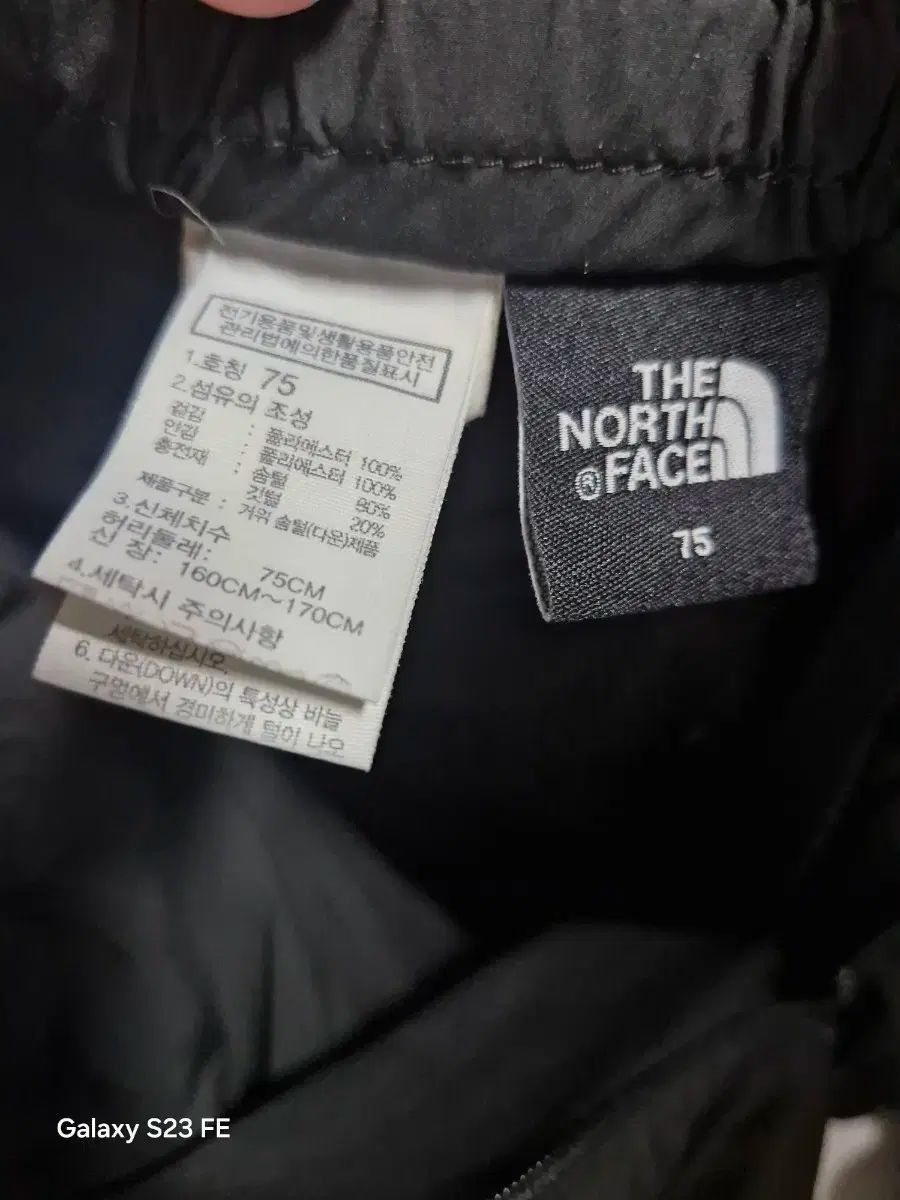 전기용품및생활용품안전
관리법에의한품질표시
1.호칭 75
2.섬유의 조성
겉감 : 폴리에스터 100%
안감 : 폴리에스터 100%
충전재 : 솜털 80%
깃털 20%
제품구분 : 거위 솜털(다운)제품
3.신체치수
허리둘레: 75CM
신 장: 160CM~170CM
4.세탁시 주의사항
세탁하십시오.
6. 다운(DOWN)의 특성상 바늘
구멍에서 경미하게 털이 나오
THE
NORTH
FACE
®
75
Galaxy S23 FE